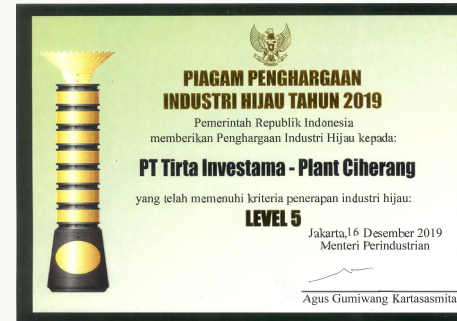 PIAGAM PENGHARGAAN
INDUSTRI HIJAU TAHUN 2019
Pemerintah Republik Indonesia
memberikan Penghargaan Industri Hijau kepada:
PT Tirta Investama - Plant Ciherang
yang telah memenuhi kriteria penerapan industri hijau:
LEVEL 5
Jakarta,16 Desember 2019
Menteri Perindustrian
Agus Gumiwang Kartasasmita